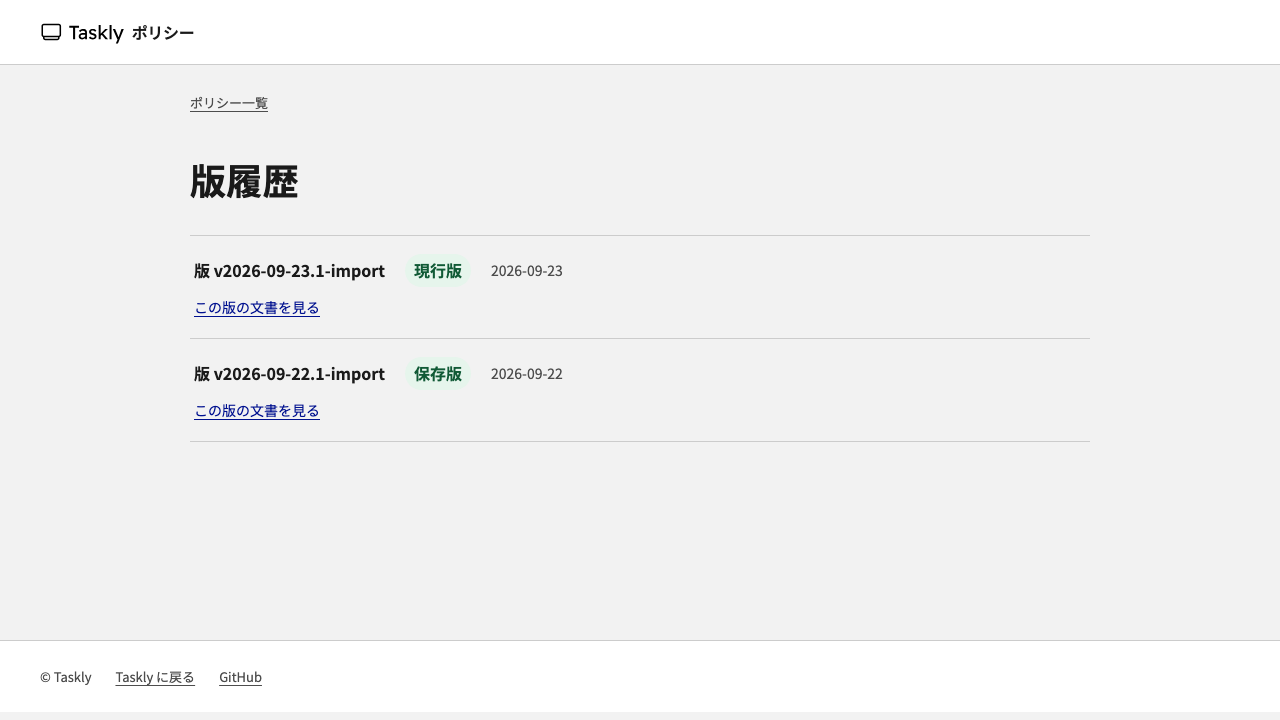 Taskly ポリシー
ポリシー一覧
版履歴
版 v2026-09-23.1-import 現行版 2026-09-23
この版の文書を見る
版 v2026-09-22.1-import 保存版 2026-09-22
この版の文書を見る
© Taskly Taskly に戻る GitHub